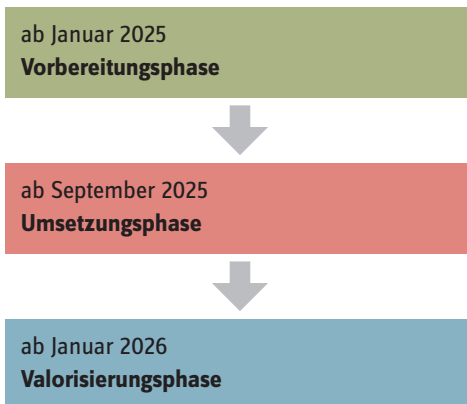 ab Januar 2025
Vorbereitungsphase
ab September 2025
Umsetzungsphase
ab Januar 2026
Valorisierungsphase